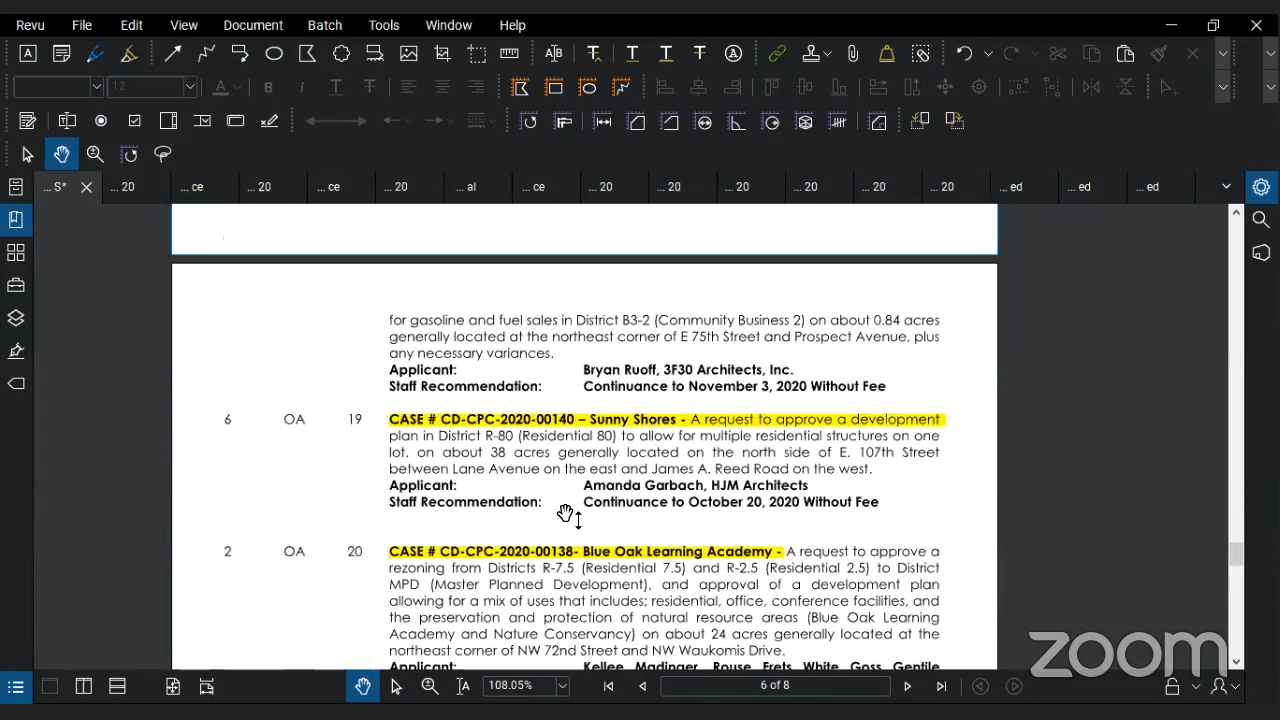 Revu File Edit View Document Batch Tools Window Help
12
... S* ... 20 ... ce ... 20 ... ce ... 20 ... al ... ce ... 20 ... 20 ... 20 ... 20 ... 20 ... 20 ... ed ... ed ... ed
for gasoline and fuel sales in District B3-2 (Community Business 2) on about 0.84 acres
generally located at the northeast corner of E 75th Street and Prospect Avenue, plus
any necessary variances.
Applicant: Bryan Ruoff, 3F30 Architects, Inc.
Staff Recommendation: Continuance to November 3, 2020 Without Fee
6 OA 19 CASE # CD-CPC-2020-00140 – Sunny Shores - A request to approve a development
plan in District R-80 (Residential 80) to allow for multiple residential structures on one
lot. on about 38 acres generally located on the north side of E. 107th Street
between Lane Avenue on the east and James A. Reed Road on the west.
Applicant: Amanda Garbach, HJM Architects
Staff Recommendation: Continuance to October 20, 2020 Without Fee
2 OA 20 CASE # CD-CPC-2020-00138- Blue Oak Learning Academy - A request to approve a
rezoning from Districts R-7.5 (Residential 7.5) and R-2.5 (Residential 2.5) to District
MPD (Master Planned Development), and approval of a development plan
allowing for a mix of uses that includes; residential, office, conference facilities, and
the preservation and protection of natural resource areas (Blue Oak Learning
Academy and Nature Conservancy) on about 24 acres generally located at the
northeast corner of NW 72nd Street and NW Waukomis Drive.
Applicant: Kellee Madinger, Rouse Frets White Goss Gentile
108.05% 6 of 8
zoom